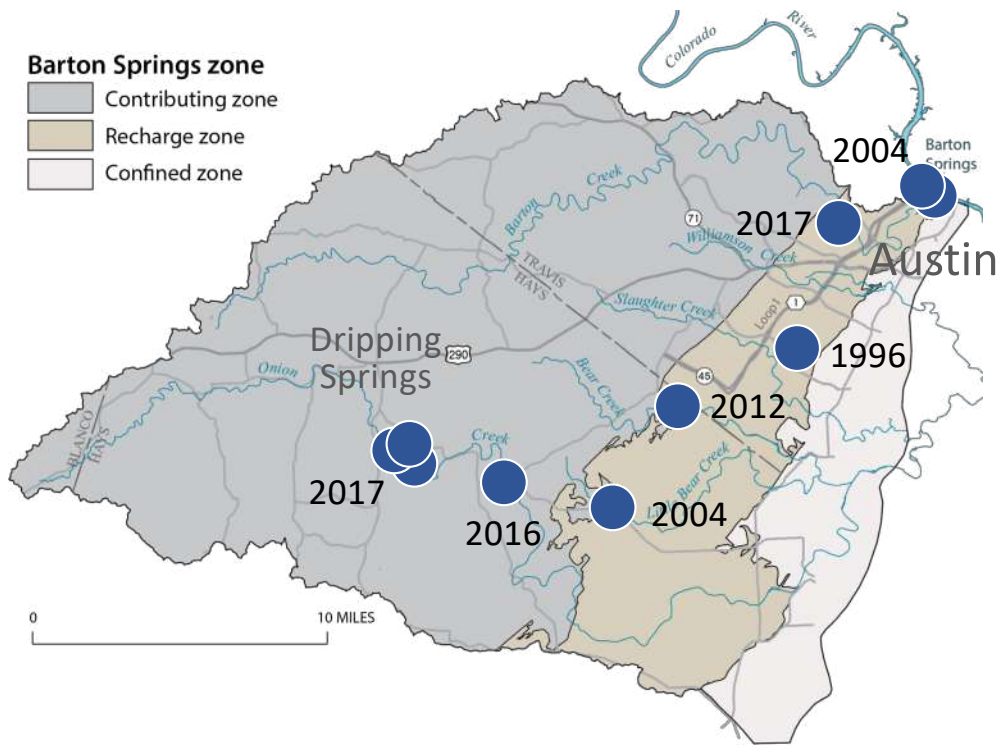 Barton Springs zone
Contributing zone
Recharge zone
Confined zone
Colorado
River
2004
Barton
Springs
2017
Austin
71
Barton
Creek
Williamson
Creek
TRAVIS
HAYS
Slaughter Creek
Loop 1
1
Dripping
Springs
290
1996
Onion
Bear Creek
45
2012
BLANCO
HAYS
Creek
2017
2016
Little Bear Creek
2004
0
10 MILES